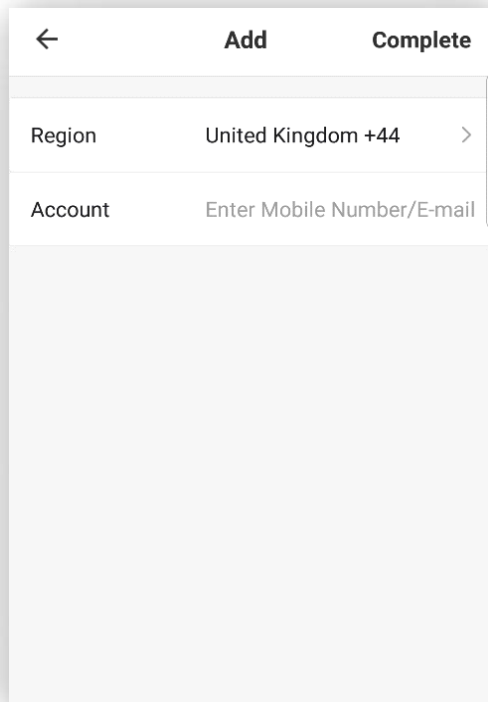 Add Complete
Region United Kingdom +44
Account Enter Mobile Number/E-mail